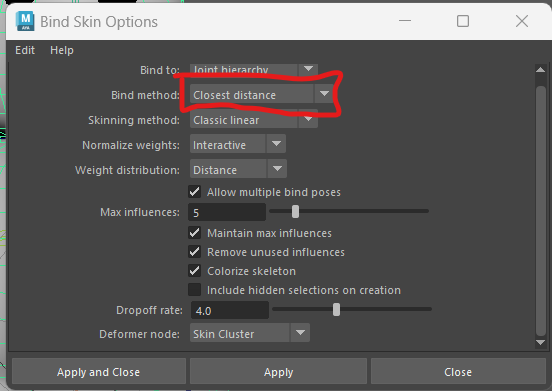 Bind Skin Options
Edit Help
Bind to: Joint hierarchy
Bind method: Closest distance
Skinning method: Classic linear
Normalize weights: Interactive
Weight distribution: Distance
Allow multiple bind poses
Max influences: 5
Maintain max influences
Remove unused influences
Colorize skeleton
Include hidden selections on creation
Dropoff rate: 4.0
Deformer node: Skin Cluster
Apply and Close Apply Close